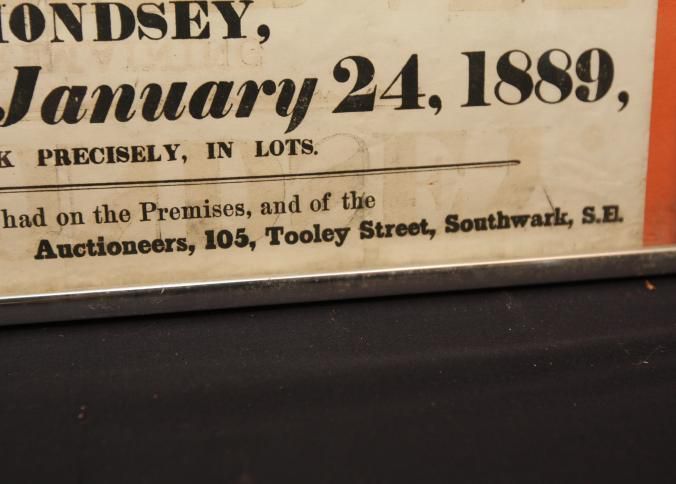 ONDSEY,
January 24, 1889,
K PRECISELY, IN LOTS.
had on the Premises, and of the
Auctioneers, 105, Tooley Street, Southwark, S.E.